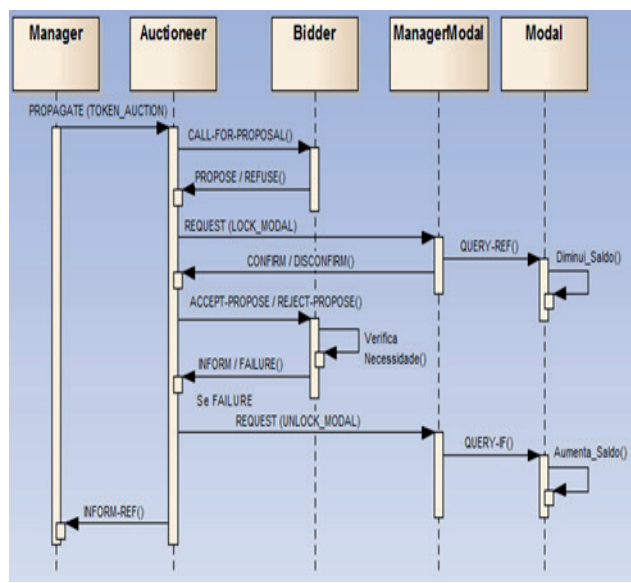 Manager Auctioneer Bidder ManagerModal Modal
PROPAGATE (TOKEN_AUCTION)
CALL-FOR-PROPOSAL()
PROPOSE / REFUSE()
REQUEST (LOCK_MODAL)
QUERY-REF()
CONFIRM / DISCONFIRM()
Diminui_Saldo()
ACCEPT-PROPOSE / REJECT-PROPOSE()
Verifica
Necessidade()
INFORM / FAILURE()
Se FAILURE
REQUEST (UNLOCK_MODAL)
QUERY-IF()
Aumenta_Saldo()
INFORM-REF()